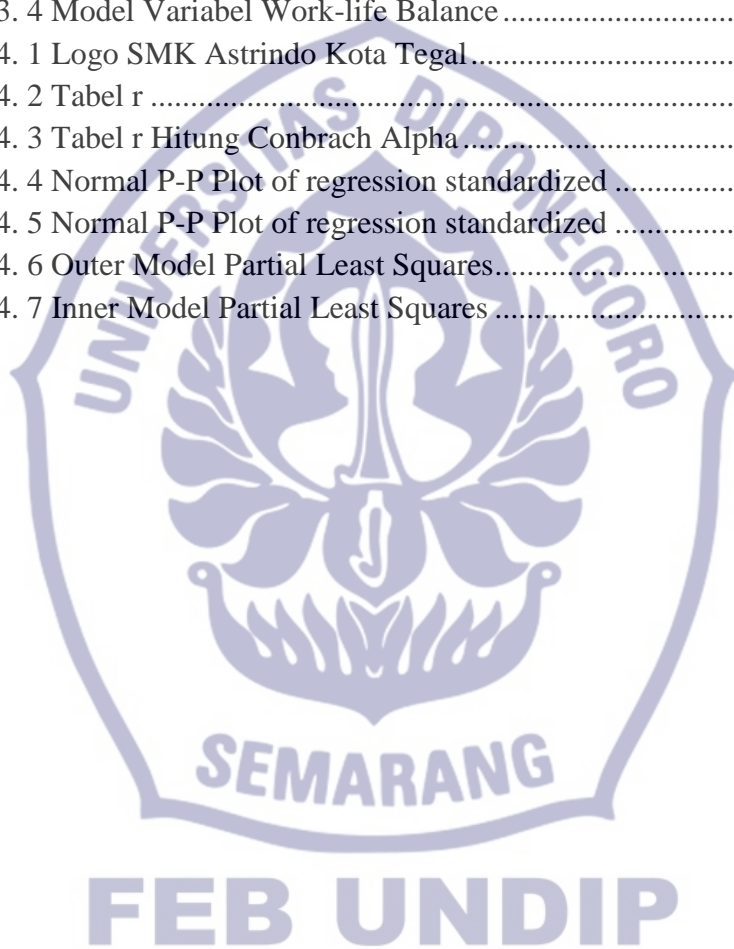 3. 4 Model Variabel Work-life Balance....................................
4. 1 Logo SMK Astrindo Kota Tegal.........................................
4. 2 Tabel r ..................................................................................
4. 3 Tabel r Hitung Conbrach Alpha..........................................
4. 4 Normal P-P Plot of regression standardized ...................
4. 5 Normal P-P Plot of regression standardized ...................
4. 6 Outer Model Partial Least Squares......................................
4. 7 Inner Model Partial Least Squares ......................................
UNIVERSITAS DIPONEGORO
SEMARANG
FEB UNDIP